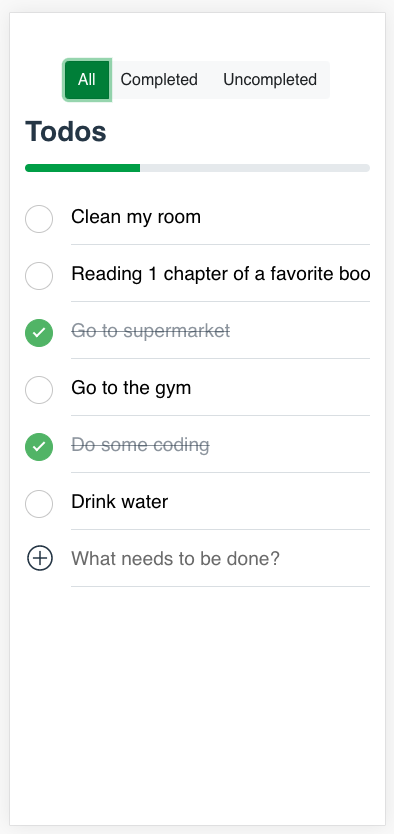 All Completed Uncompleted
Todos
Clean my room
Reading 1 chapter of a favorite boo
Go to supermarket
Go to the gym
Do some coding
Drink water
What needs to be done?